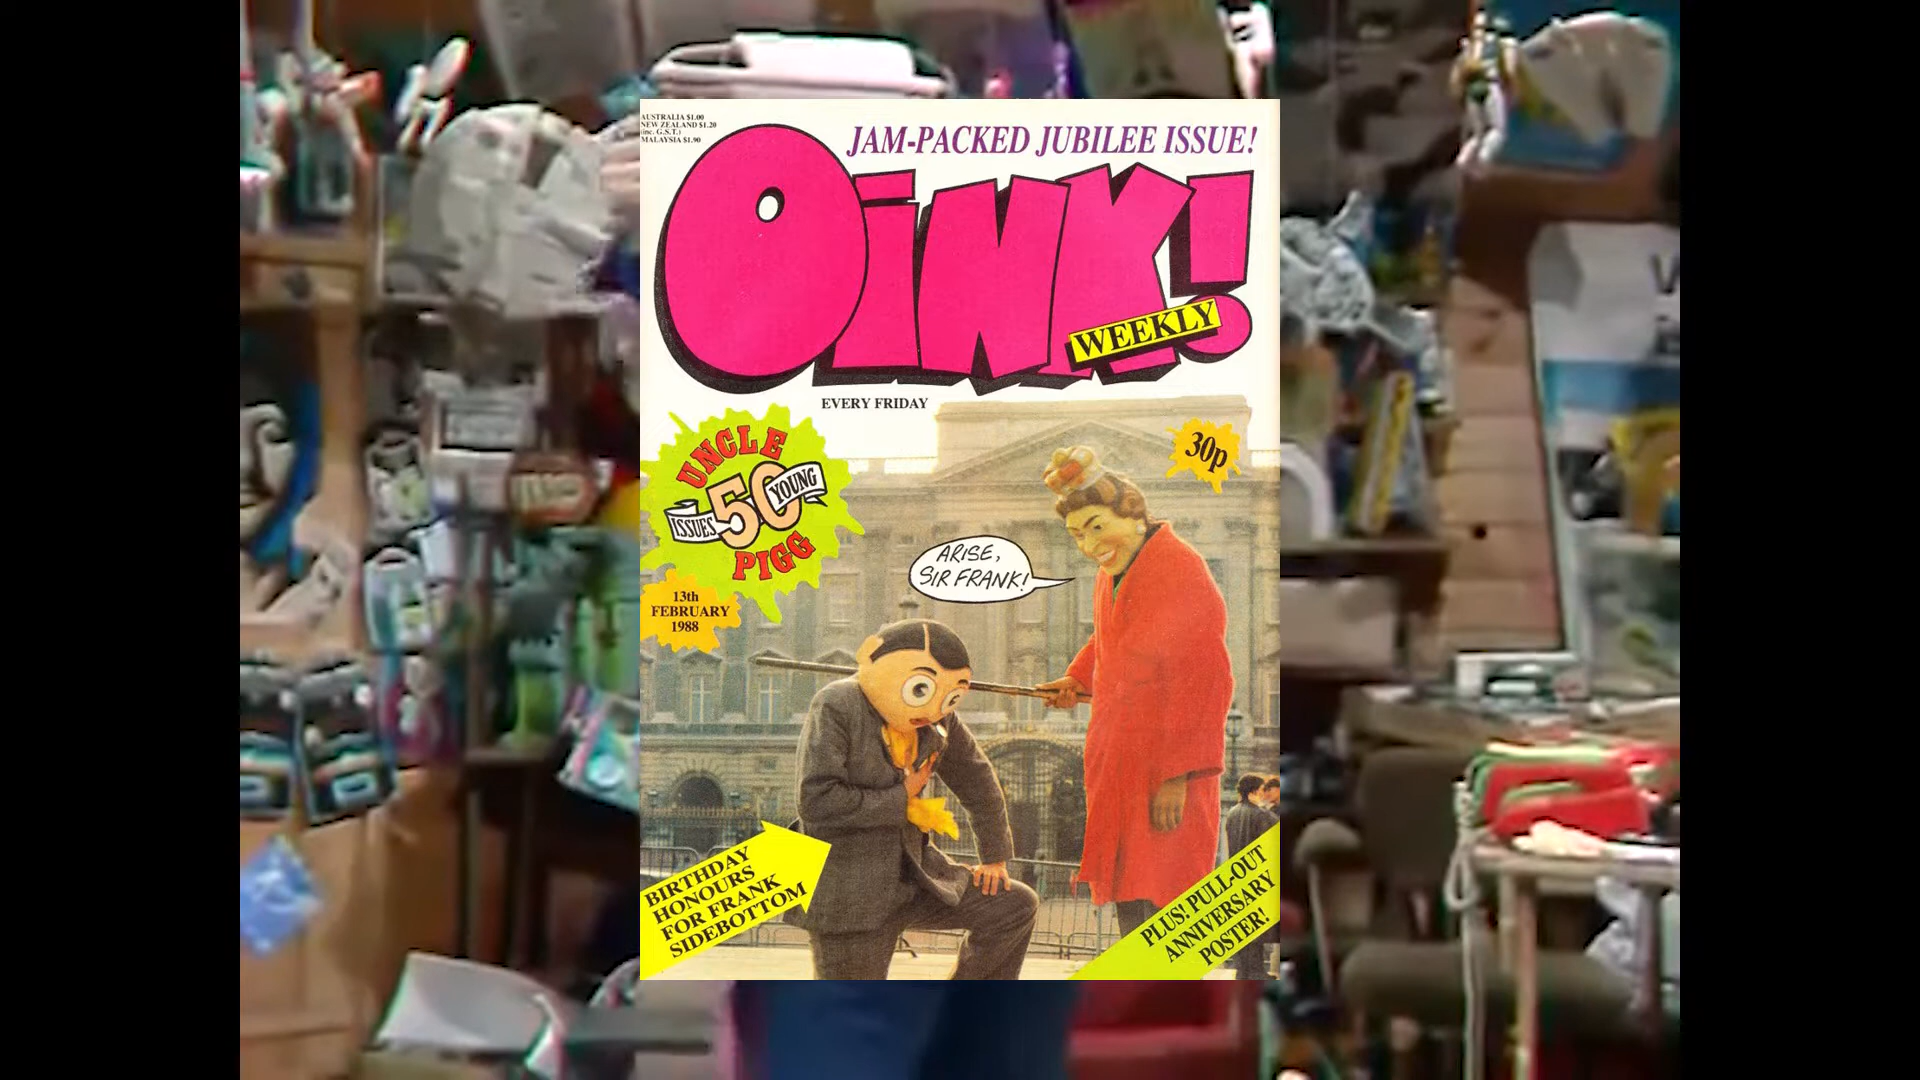 AUSTRALIA $1.00
NEW ZEALAND $1.20
(inc. G.S.T.)
MALAYSIA $1.90
JAM-PACKED JUBILEE ISSUE!
OiNK!
WEEKLY
EVERY FRIDAY
UNCLE
ISSUES 50 YOUNG
PIGG
30p
ARISE,
SIR FRANK!
13th
FEBRUARY
1988
BIRTHDAY
HONOURS
FOR FRANK
SIDEBOTTOM
PLUS! PULL-OUT
ANNIVERSARY
POSTER!